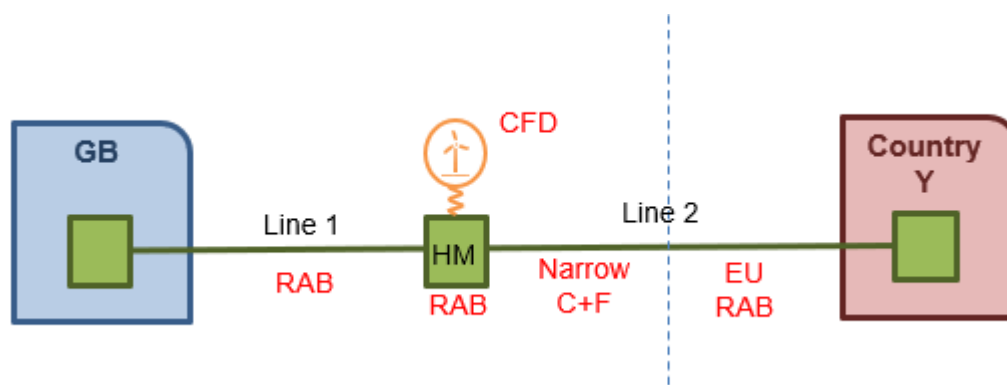 CFD
GB
Country
Y
Line 1
Line 2
HM
RAB
RAB
Narrow
C+F
EU
RAB